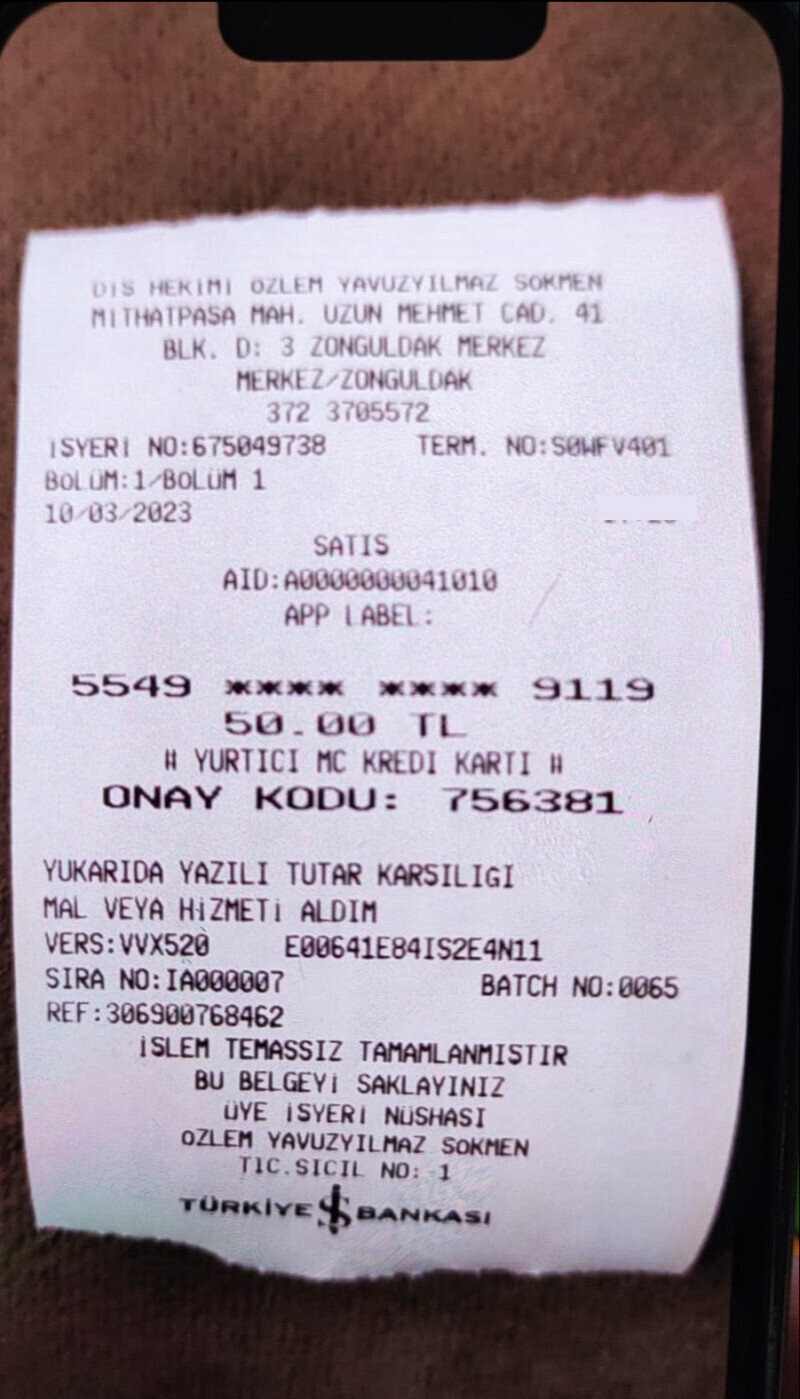 DIS HEKiMi OZLEM YAVUZYILMAZ SOKMEN
MiTHATPASA MAH. UZUN MEHMET CAD. 41
BLK. D: 3 ZONGULDAK MERKEZ
MERKEZ/ZONGULDAK
372 3705572
iSYERi NO:675049738 TERM. NO:S0WFV401
BoLüM:1/BoLüM 1
10/03/2023
SATIS
AID:A0000000041010
APP LABEL:
5549 **** **** 9119
50.00 TL
# YURTICI MC KREDI KARTI #
ONAY KODU: 756381
YUKARIDA YAZILI TUTAR KARSILIGI
MAL VEYA HiZMETi ALDIM
VERS:VVX520 E00641E84IS2E4N11
SIRA NO:IA000007 BATCH NO:0065
REF:306900768462
iSLEM TEMASSIZ TAMAMLANMISTIR
BU BELGEYi SAKLAYINIZ
üYE iSYERI NüSHASI
OZLEM YAVUZYILMAZ SOKMEN
TIC.SICIL NO: 1
TÜRKİYE İŞ BANKASI